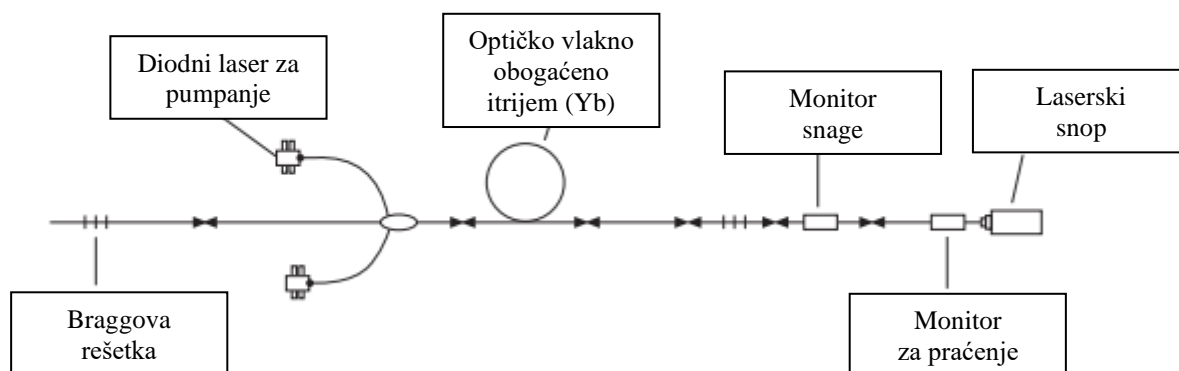 Diodni laser za
pumpanje
Optičko vlakno
obogaćeno
itrijem (Yb)
Monitor
snage
Laserski
snop
Braggova
rešetka
Monitor
za praćenje